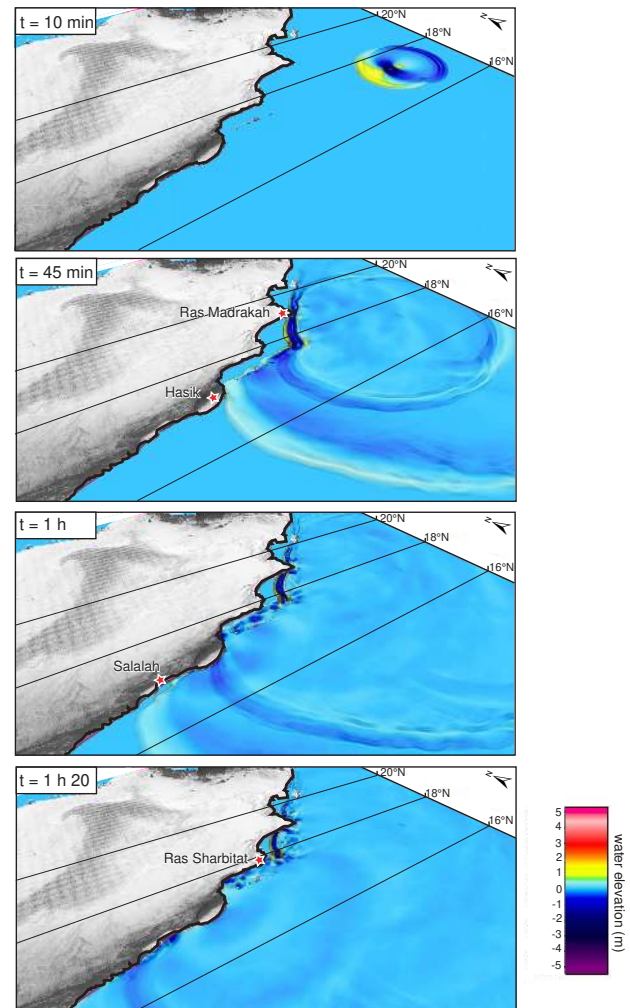 t = 10 min
20°N
18°N
16°N
N
t = 45 min
20°N
18°N
16°N
N
Ras Madrakah
Hasik
t = 1 h
20°N
18°N
16°N
N
Salalah
t = 1 h 20
20°N
18°N
16°N
N
Ras Sharbitat
5
4
3
2
1
0
-1
-2
-3
-4
-5
water elevation (m)